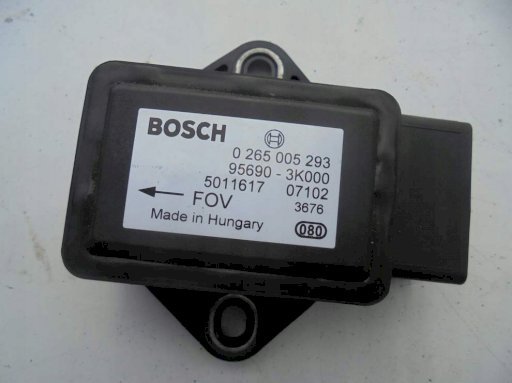 BOSCH
0 265 005 293
95690 - 3K000
5011617 07102
← FOV 3676
Made in Hungary 080